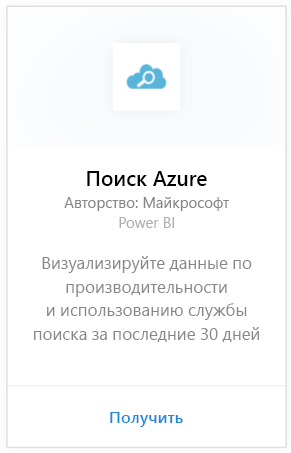 Поиск Azure
Авторство: Майкрософт
Power BI
Визуализируйте данные по
производительности
и использованию службы
поиска за последние 30 дней
Получить